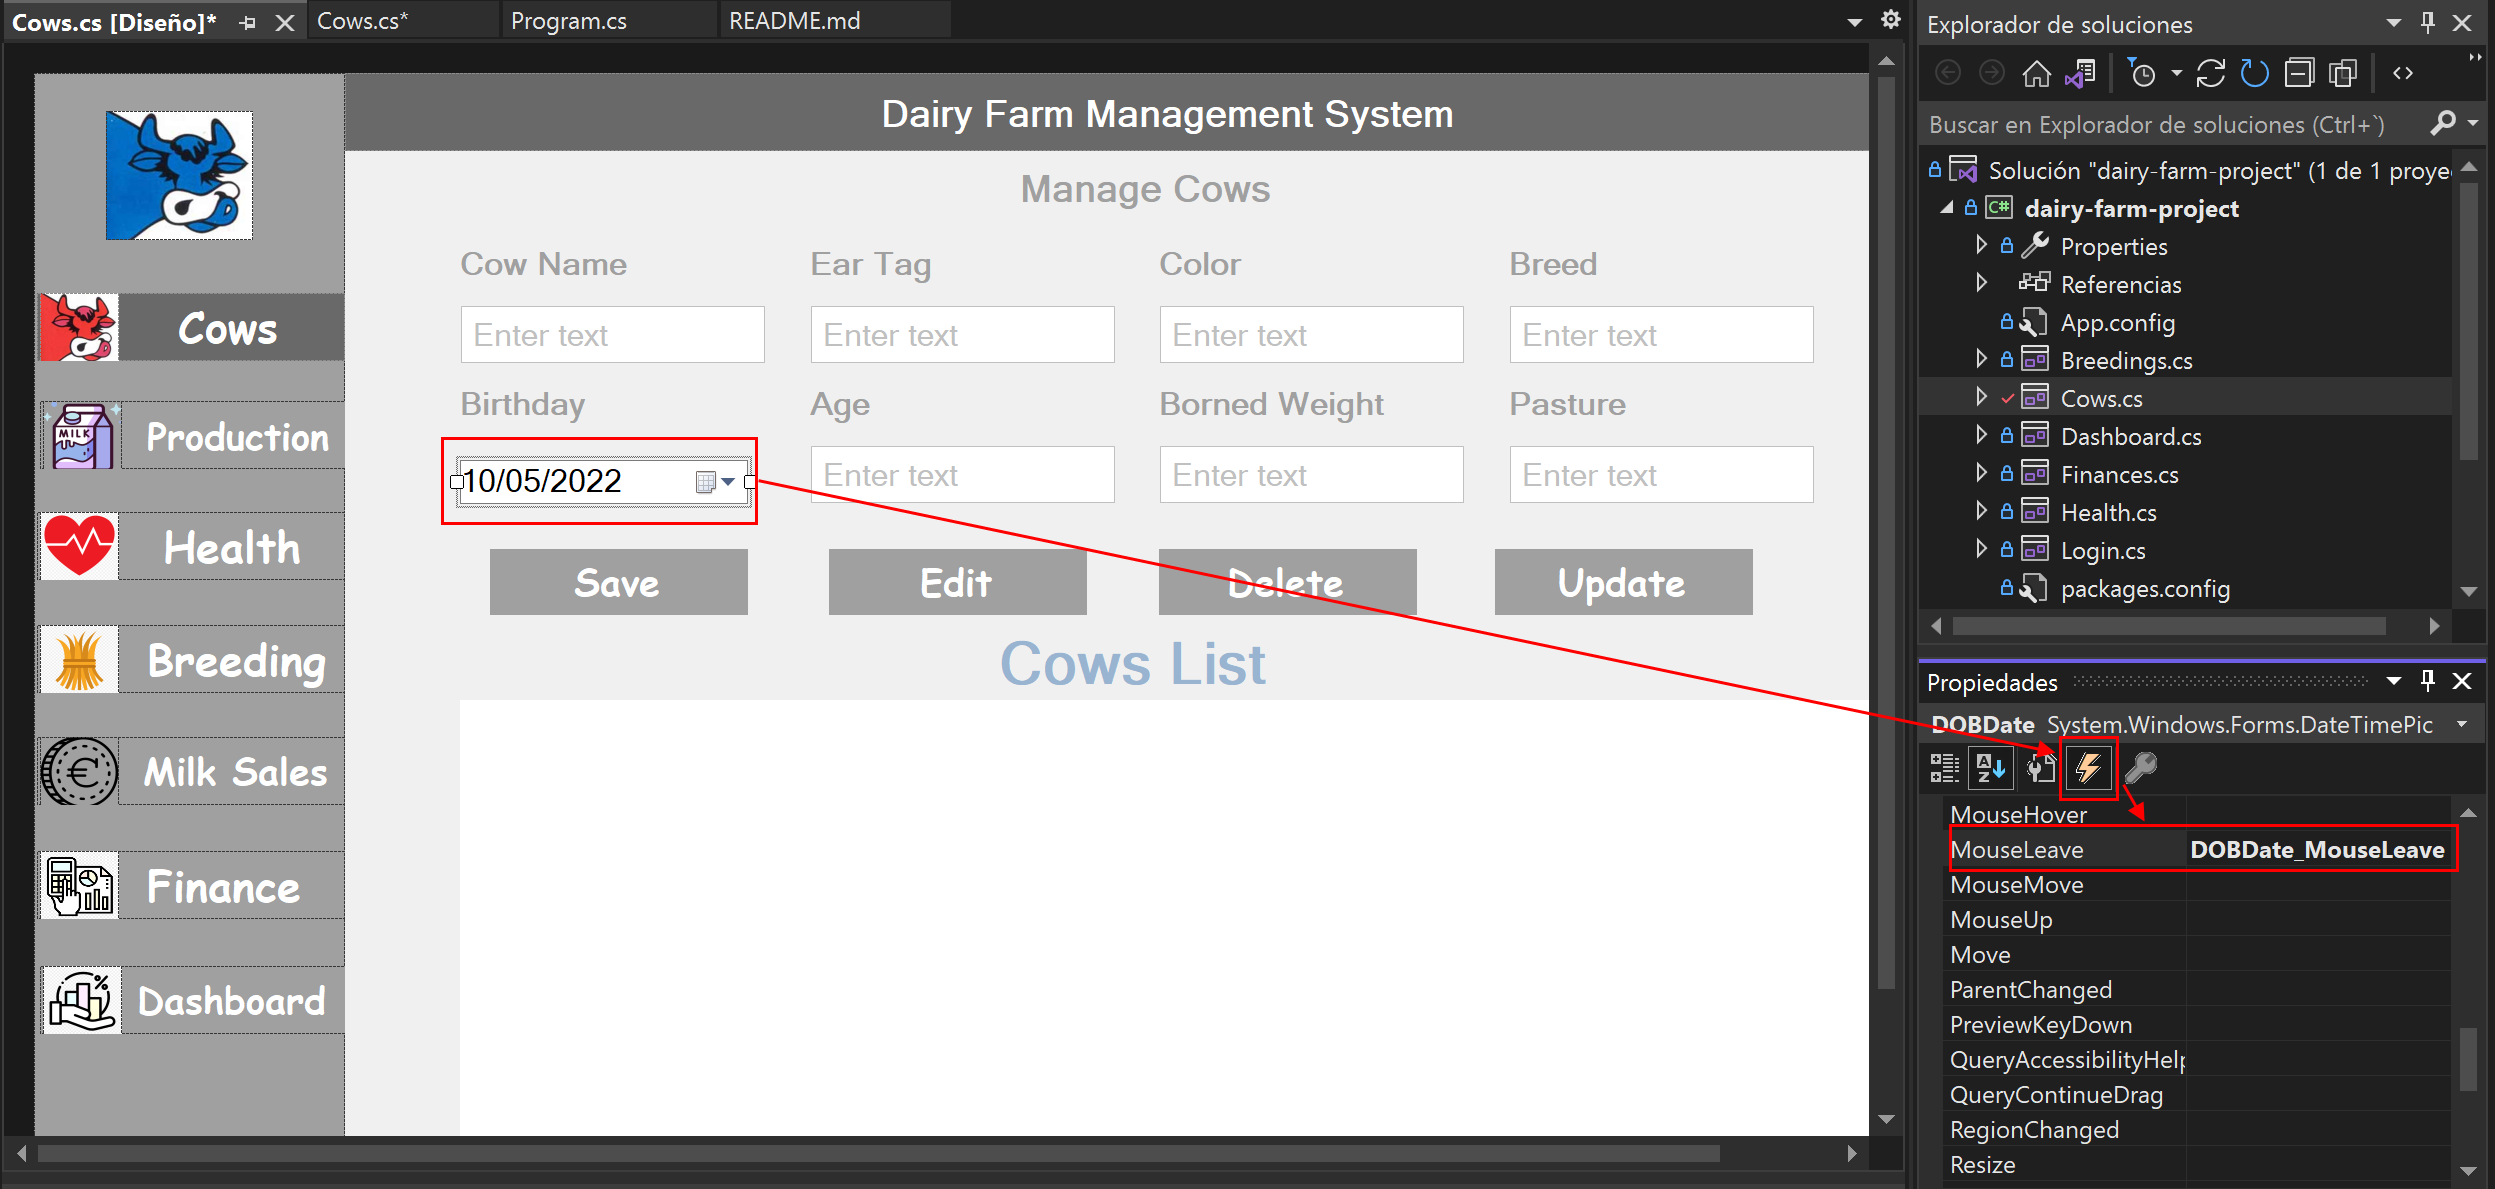 Cows.cs [Diseño]*
Cows.cs*
Program.cs
README.md
Dairy Farm Management System
Manage Cows
Cow Name
Ear Tag
Color
Breed
Enter text
Enter text
Enter text
Enter text
Birthday
Age
Borned Weight
Pasture
10/05/2022
Enter text
Enter text
Enter text
Save
Edit
Delete
Update
Cows List
Cows
MILK
Production
Health
Breeding
€
Milk Sales
Finance
%
Dashboard
Explorador de soluciones
Buscar en Explorador de soluciones (Ctrl+`)
Solución "dairy-farm-project" (1 de 1 proye
C# dairy-farm-project
Properties
Referencias
App.config
Breedings.cs
Cows.cs
Dashboard.cs
Finances.cs
Health.cs
Login.cs
packages.config
Propiedades
DOBDate System.Windows.Forms.DateTimePic
A
Z
MouseHover
MouseLeave DOBDate_MouseLeave
MouseMove
MouseUp
Move
ParentChanged
PreviewKeyDown
QueryAccessibilityHelp
QueryContinueDrag
RegionChanged
Resize